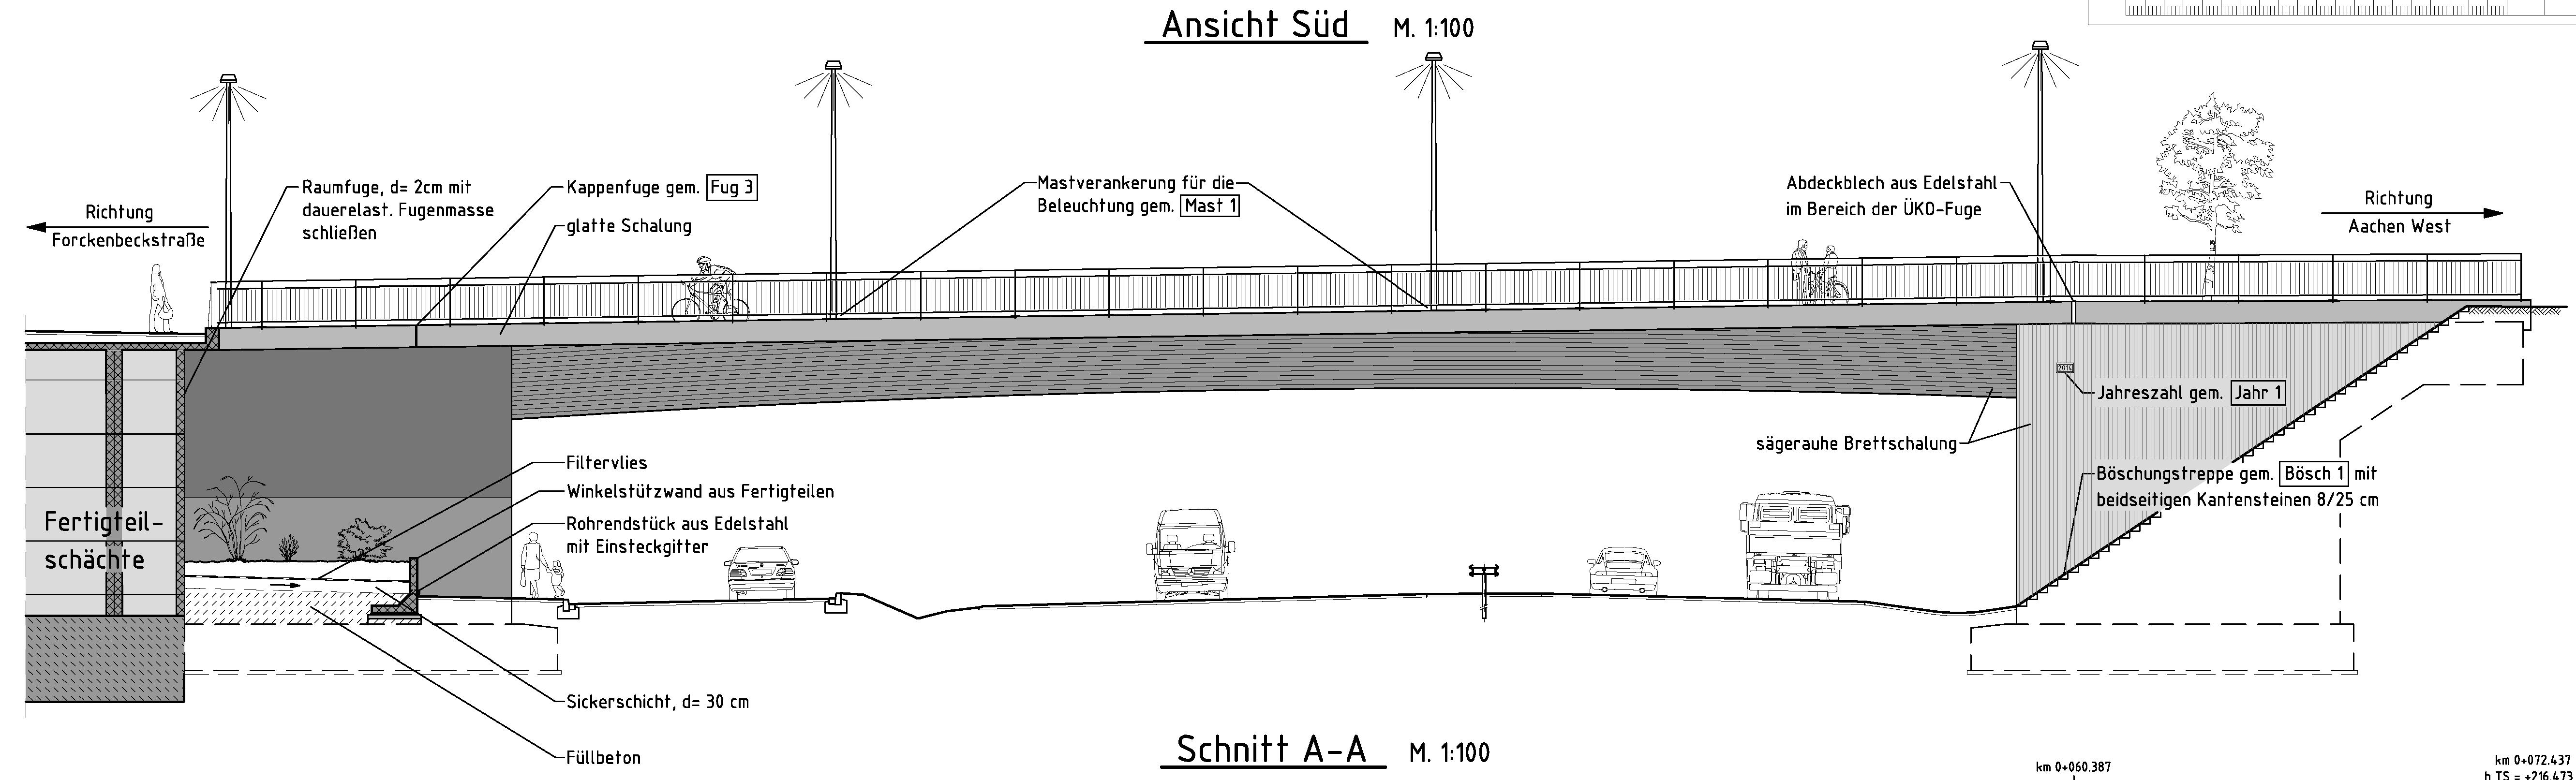 Ansicht Süd M. 1:100
Richtung
Forckenbeckstraße
Raumfuge, d= 2cm mit
dauerelast. Fugenmasse
schließen
Kappenfuge gem. Fug 3
glatte Schalung
Mastverankerung für die
Beleuchtung gem. Mast 1
Abdeckblech aus Edelstahl
im Bereich der ÜKO-Fuge
Richtung
Aachen West
2014
Jahreszahl gem. Jahr 1
sägerauhe Brettschalung
Böschungstreppe gem. Bösch 1 mit
beidseitigen Kantensteinen 8/25 cm
Filtervlies
Winkelstützwand aus Fertigteilen
Rohrendstück aus Edelstahl
mit Einsteckgitter
Fertigteil-
schächte
Sickerschicht, d= 30 cm
Füllbeton
Schnitt A-A M. 1:100
km 0+060.387
km 0+072.437
h TS = +216.473